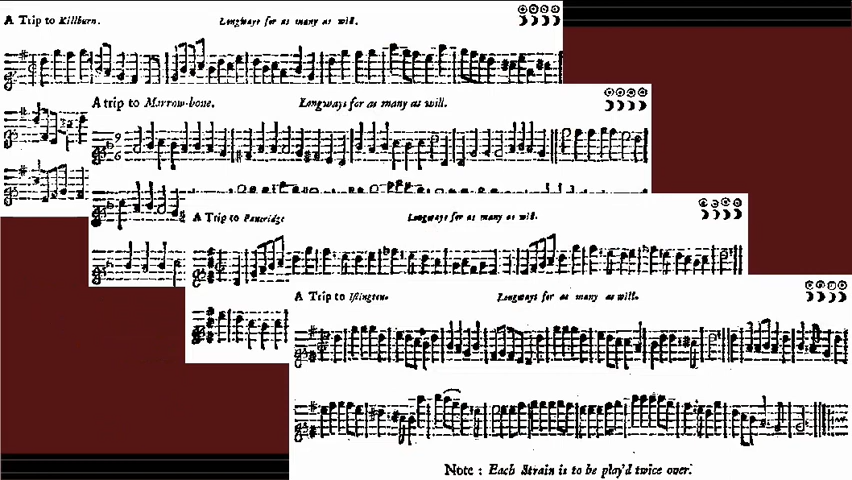 A Trip to Killburn. Longways for as many as will.
A trip to Marrow-bone. Longways for as many as will.
9
6
A Trip to Pancridge Longways for as many as will.
A Trip to Islington. Longways for as many as will.
Note : Each Strain is to be play'd twice over.